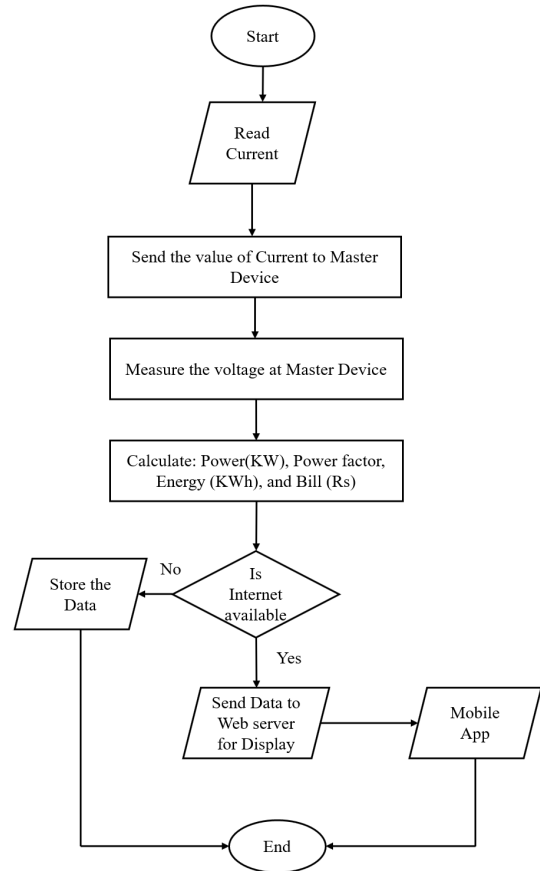 Start
Read
Current
Send the value of Current to Master
Device
Measure the voltage at Master Device
Calculate: Power(KW), Power factor,
Energy (KWh), and Bill (Rs)
Is
Internet
available
No
Store the
Data
Yes
Send Data to
Web server
for Display
Mobile
App
End